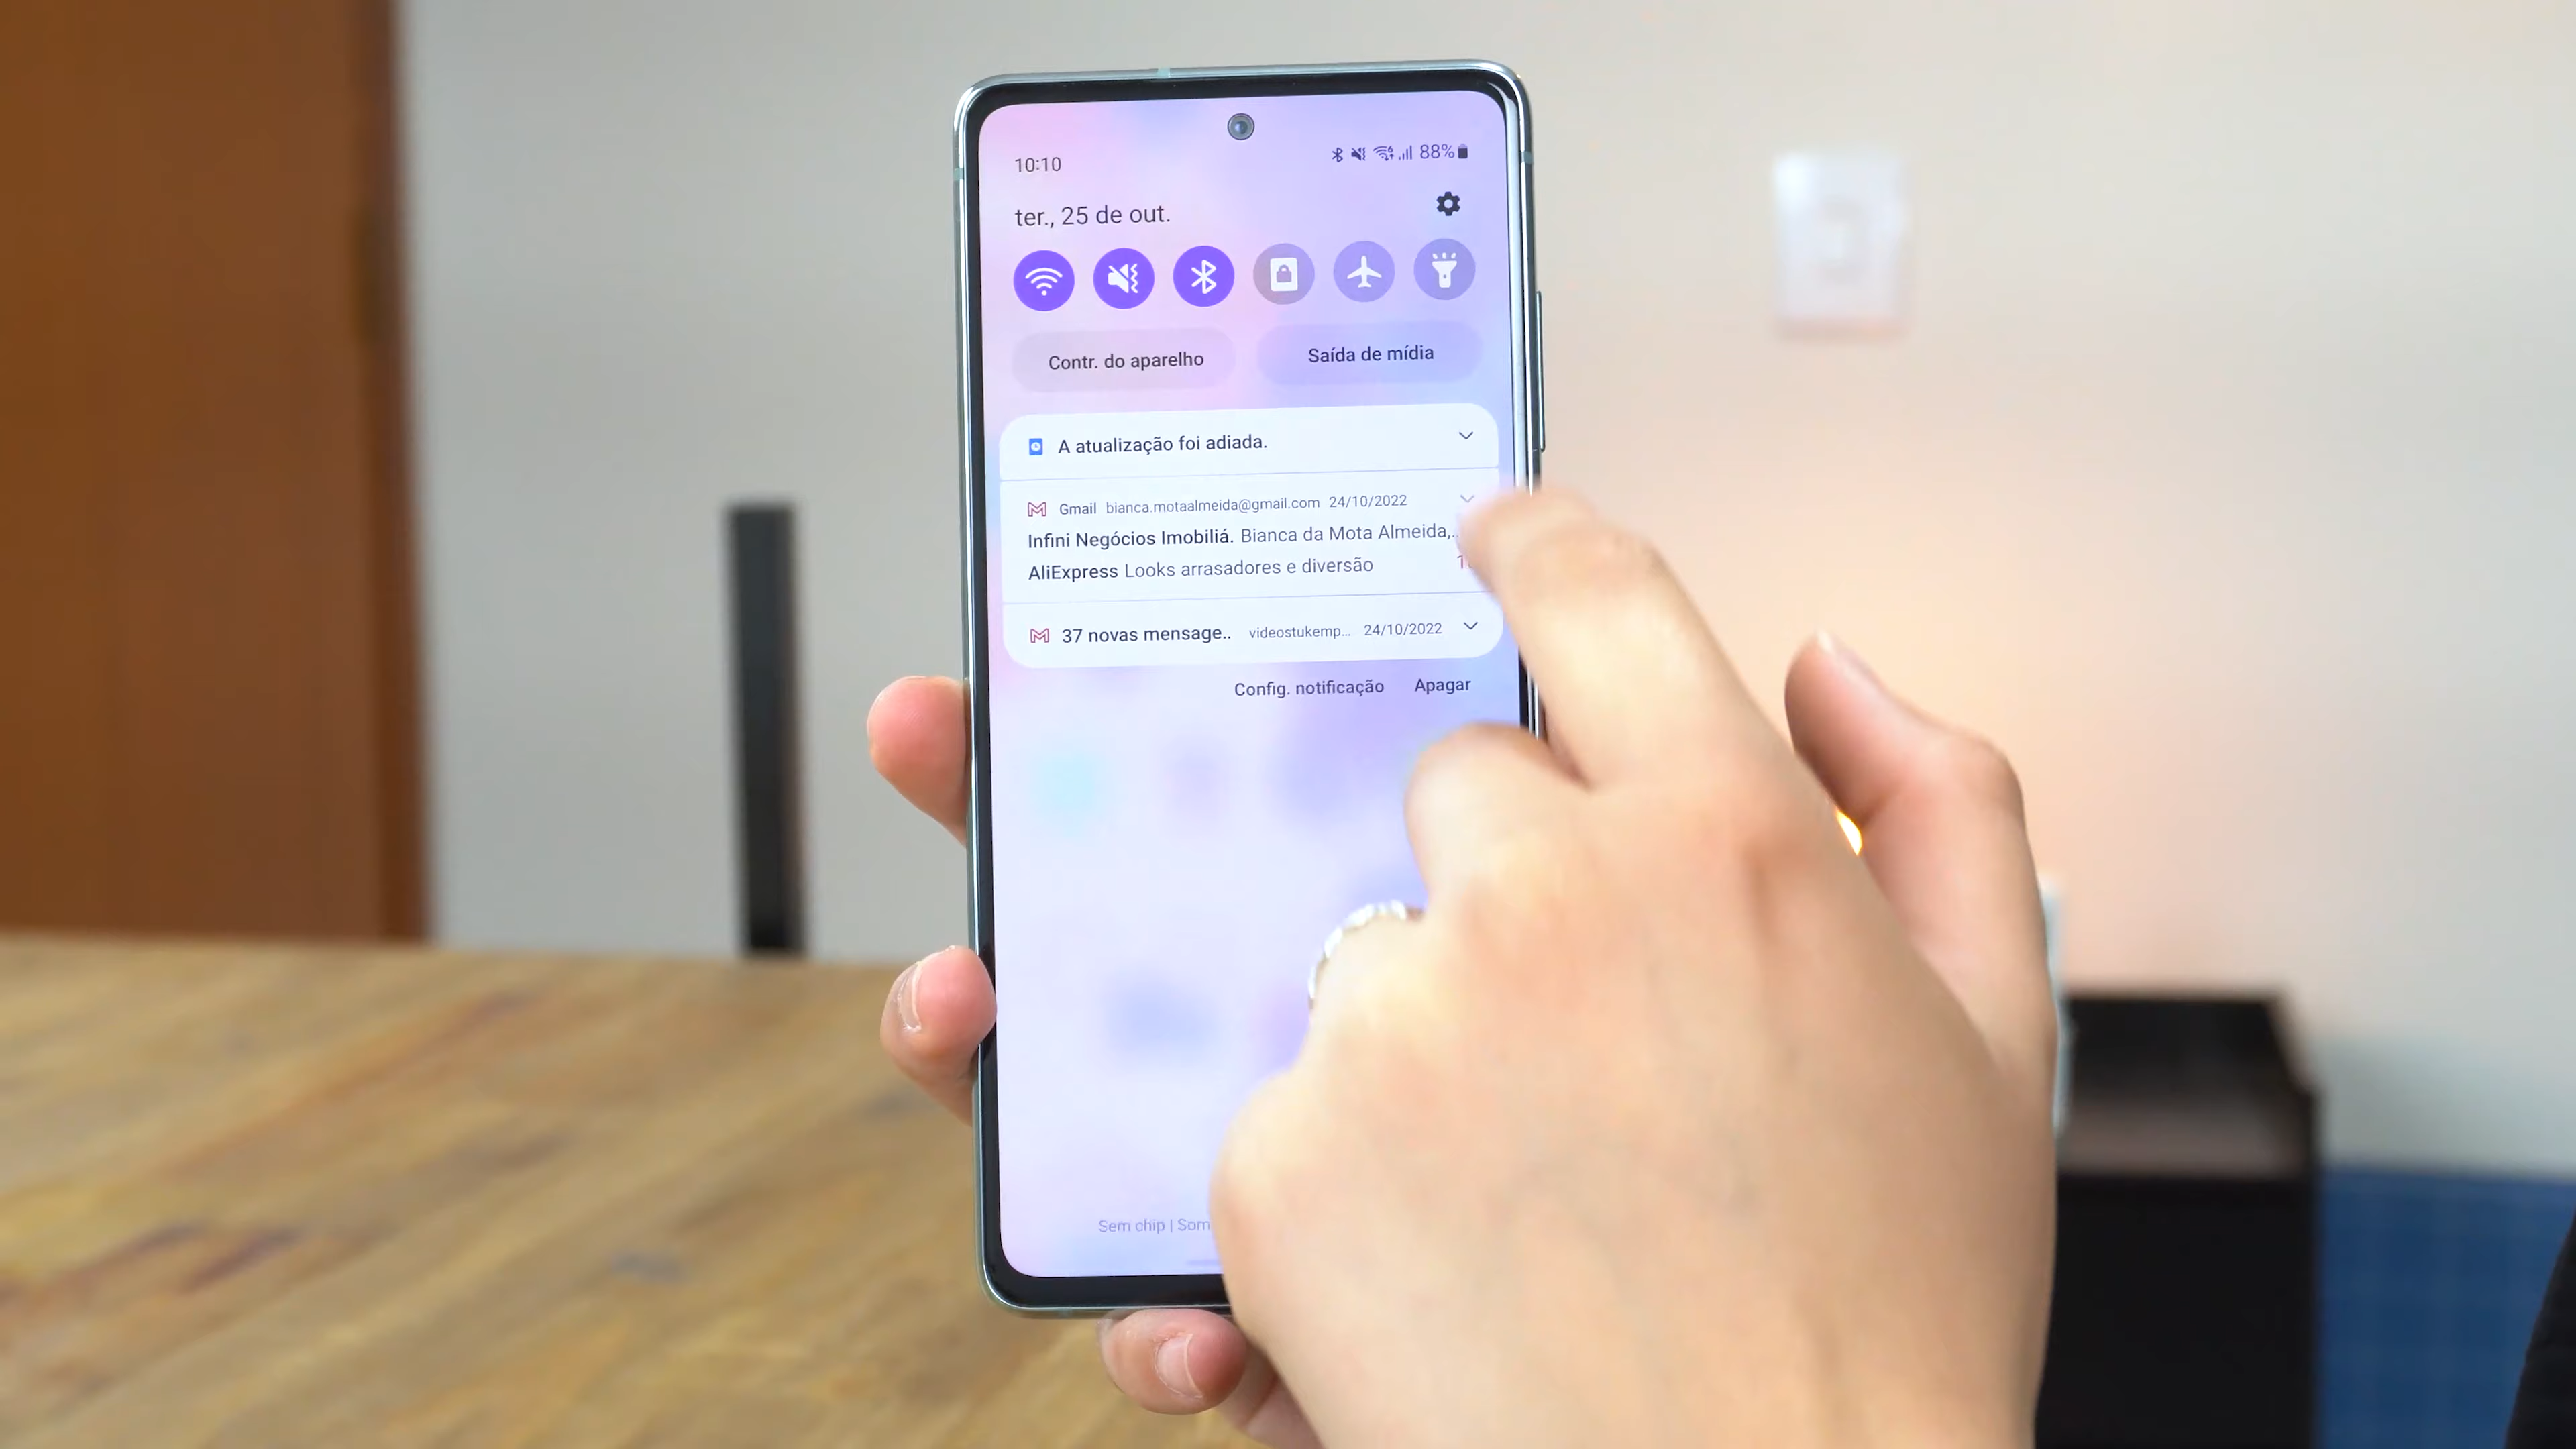 10:10 88%
ter., 25 de out.
Contr. do aparelho Saída de mídia
A atualização foi adiada.
Gmail bianca.motaalmeida@gmail.com 24/10/2022
Infini Negócios Imobiliá. Bianca da Mota Almeida,..
AliExpress Looks arrasadores e diversão
37 novas mensage.. videostukemp... 24/10/2022
Config. notificação Apagar
Sem chip | Som